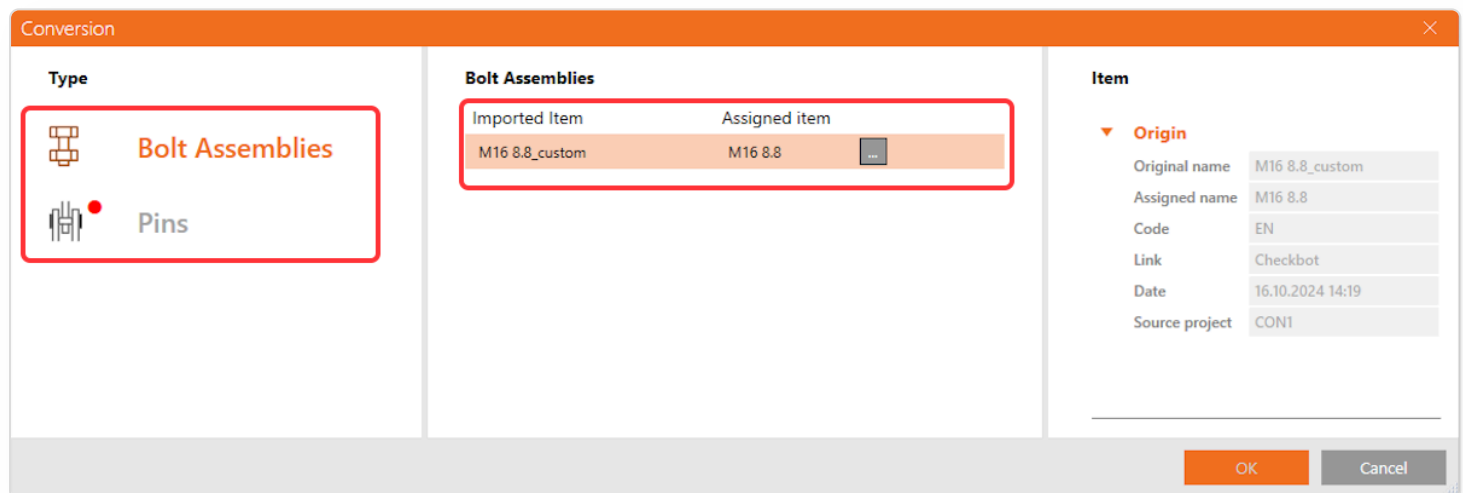 Conversion
Type
Bolt Assemblies
Pins
Bolt Assemblies
Imported Item Assigned item
M16 8.8_custom M16 8.8 ...
Item
Origin
Original name M16 8.8_custom
Assigned name M16 8.8
Code EN
Link Checkbot
Date 16.10.2024 14:19
Source project CON1
OK Cancel